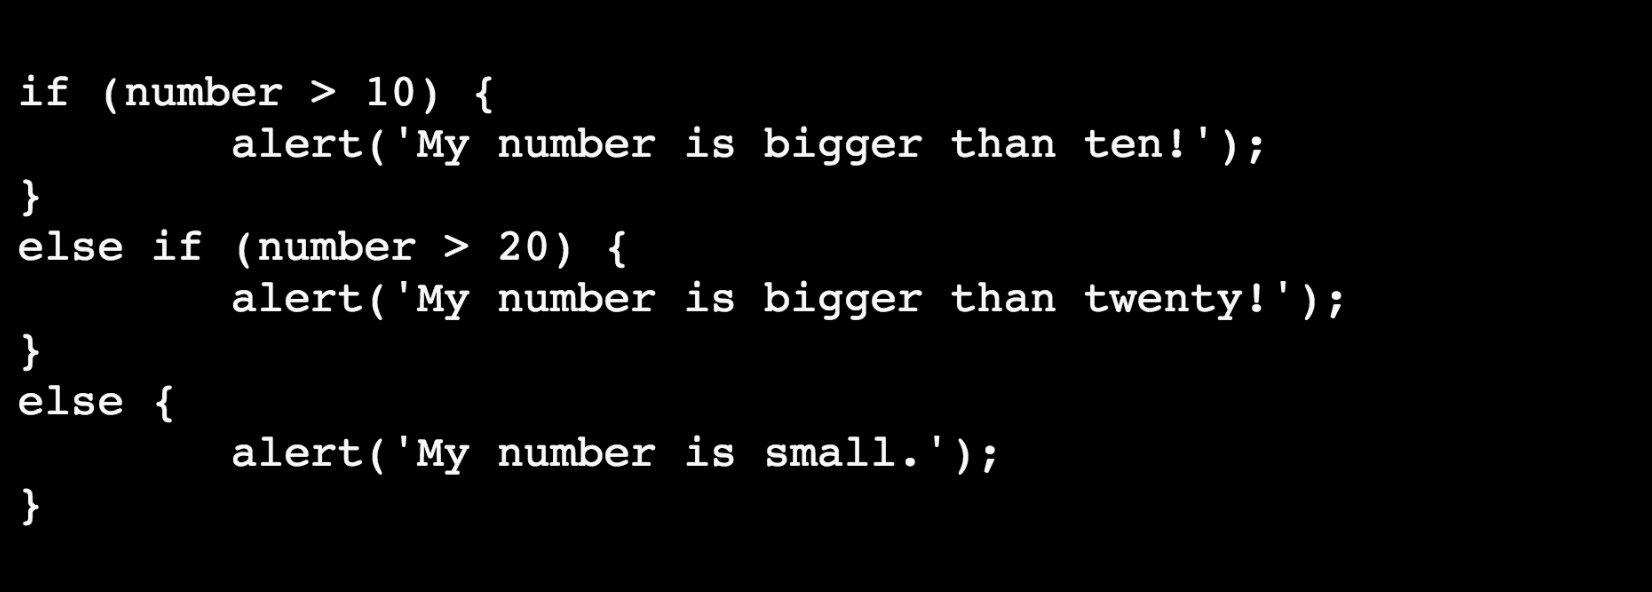 if (number > 10) {
        alert('My number is bigger than ten!');
}
else if (number > 20) {
        alert('My number is bigger than twenty!');
}
else {
        alert('My number is small.');
}